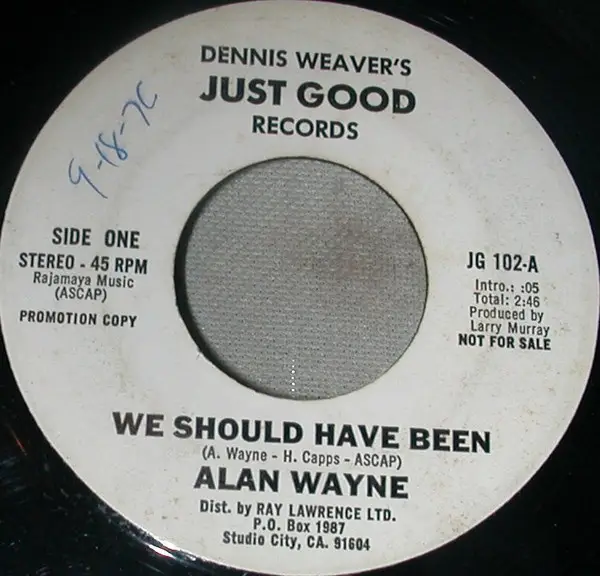 DENNIS WEAVER'S
JUST GOOD
RECORDS
9-18-76
SIDE ONE
STEREO - 45 RPM
Rajamaya Music
(ASCAP)
PROMOTION COPY
JG 102-A
Intro.: :05
Total: 2:46
Produced by
Larry Murray
NOT FOR SALE
WE SHOULD HAVE BEEN
(A. Wayne - H. Capps - ASCAP)
ALAN WAYNE
Dist. by RAY LAWRENCE LTD.
P.O. Box 1987
Studio City, CA. 91604